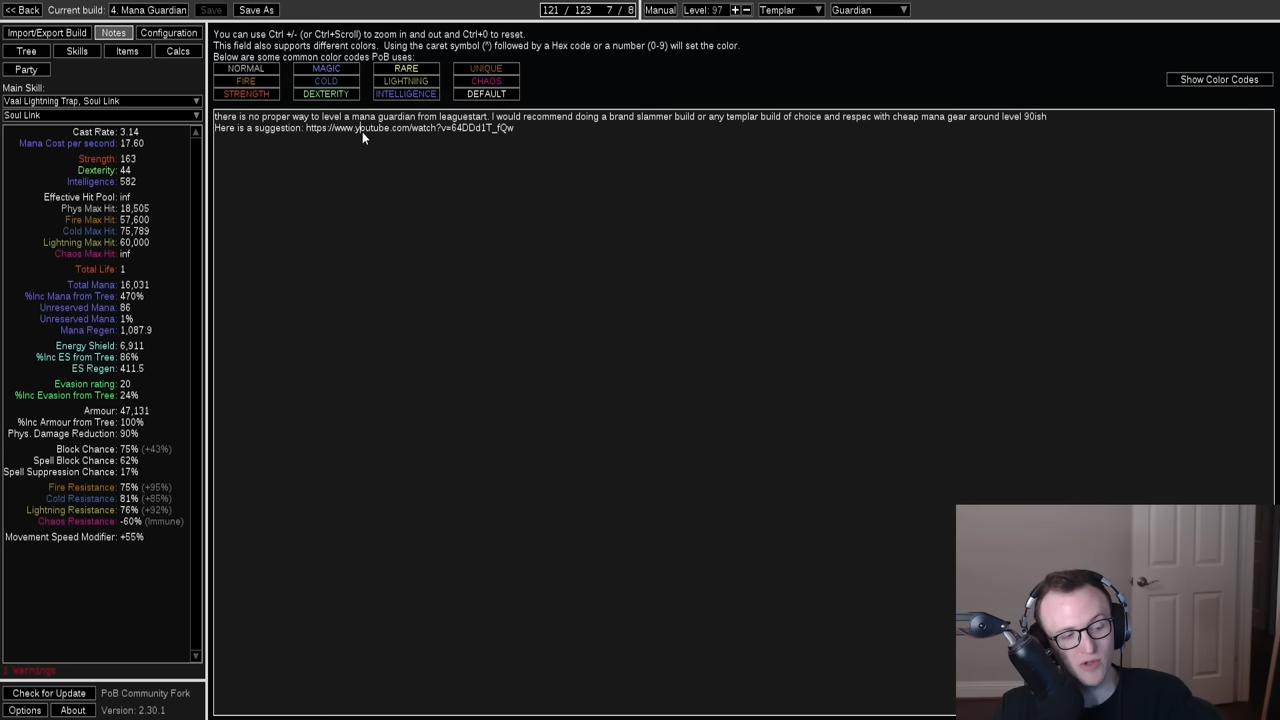 << Back Current build: 4. Mana Guardian Save Save As 121 / 123 7 / 8 Manual Level: 97 + − Templar Guardian
Import/Export Build Notes Configuration
Tree Skills Items Calcs
Party
Main Skill:
Vaal Lightning Trap, Soul Link
Soul Link
Cast Rate: 3.14
Mana Cost per second: 17.60
Strength: 163
Dexterity: 44
Intelligence: 582
Effective Hit Pool: inf
Phys Max Hit: 18,505
Fire Max Hit: 57,600
Cold Max Hit: 75,789
Lightning Max Hit: 60,000
Chaos Max Hit: inf
Total Life: 1
Total Mana: 16,031
%Inc Mana from Tree: 470%
Unreserved Mana: 86
Unreserved Mana: 1%
Mana Regen: 1,087.9
Energy Shield: 6,911
%Inc ES from Tree: 86%
ES Regen: 411.5
Evasion rating: 20
%Inc Evasion from Tree: 24%
Armour: 47,131
%Inc Armour from Tree: 100%
Phys. Damage Reduction: 90%
Block Chance: 75% (+43%)
Spell Block Chance: 62%
Spell Suppression Chance: 17%
Fire Resistance: 75% (+95%)
Cold Resistance: 81% (+85%)
Lightning Resistance: 76% (+92%)
Chaos Resistance: -60% (Immune)
Movement Speed Modifier: +55%
1 warnings
Check for Update PoB Community Fork
Options About Version: 2.30.1
You can use Ctrl +/- (or Ctrl+Scroll) to zoom in and out and Ctrl+0 to reset.
This field also supports different colors. Using the caret symbol (^) followed by a Hex code or a number (0-9) will set the color.
Below are some common color codes PoB uses:
NORMAL MAGIC RARE UNIQUE
FIRE COLD LIGHTNING CHAOS
STRENGTH DEXTERITY INTELLIGENCE DEFAULT
Show Color Codes
there is no proper way to level a mana guardian from leaguestart. I would recommend doing a brand slammer build or any templar build of choice and respec with cheap mana gear around level 90ish
Here is a suggestion: https://www.youtube.com/watch?v=64DDd1T_fQw